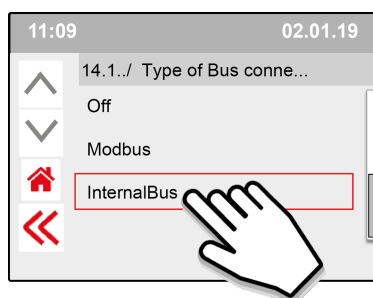 11:09 02.01.19
14.1../ Type of Bus conne...
Off
Modbus
InternalBus